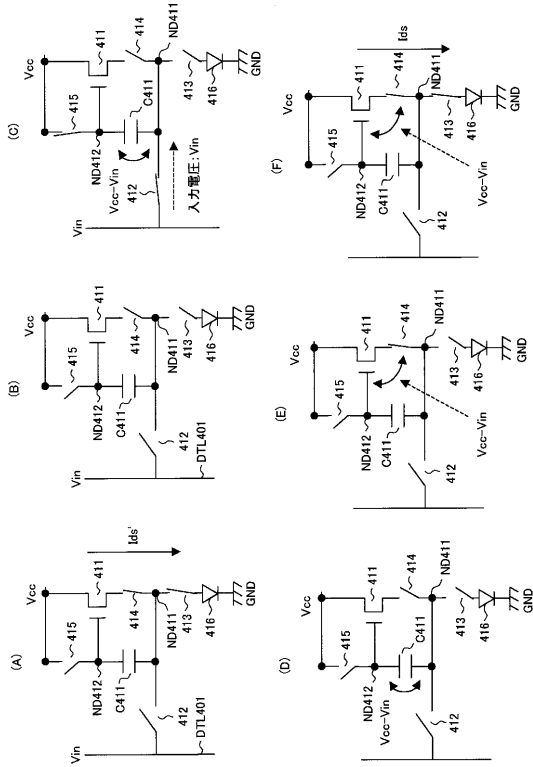 (A)
Vin
Vcc
415
411
Ids'
ND412
C411
414
ND411
412
413
416
GND
DTL401
(B)
Vin
Vcc
415
411
ND412
C411
414
ND411
412
413
416
GND
DTL401
(C)
Vin
Vcc
415
411
ND412
414
C411
ND411
Vcc-Vin
412
入力電圧:Vin
413
416
GND
(D)
Vcc
415
411
ND412
414
C411
ND411
Vcc-Vin
412
413
416
GND
(E)
Vcc
415
411
ND412
C411
414
ND411
412
413
416
GND
Vcc-Vin
(F)
Vcc
415
411
Ids
ND412
C411
414
ND411
412
413
416
GND
Vcc-Vin